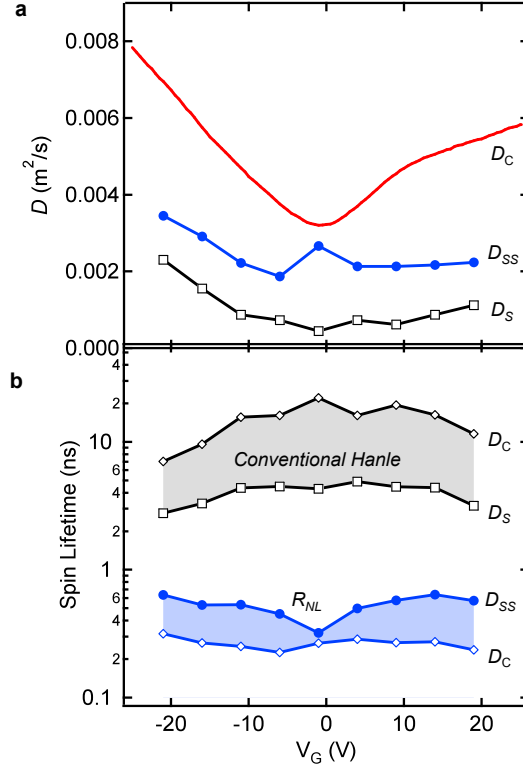 a
0.008
0.006
0.004
0.002
0.000
D (m²/s)
D_C
D_SS
D_S
b
4
2
10
8
6
4
2
1
8
6
4
2
0.1
Spin Lifetime (ns)
Conventional Hanle
D_C
D_S
R_NL
D_SS
D_C
-20
-10
0
10
20
V_G (V)